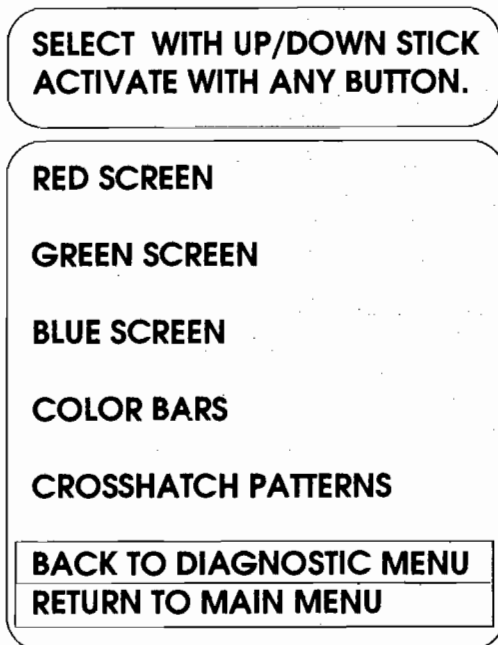 SELECT WITH UP/DOWN STICK
ACTIVATE WITH ANY BUTTON.
RED SCREEN
GREEN SCREEN
BLUE SCREEN
COLOR BARS
CROSSHATCH PATTERNS
BACK TO DIAGNOSTIC MENU
RETURN TO MAIN MENU